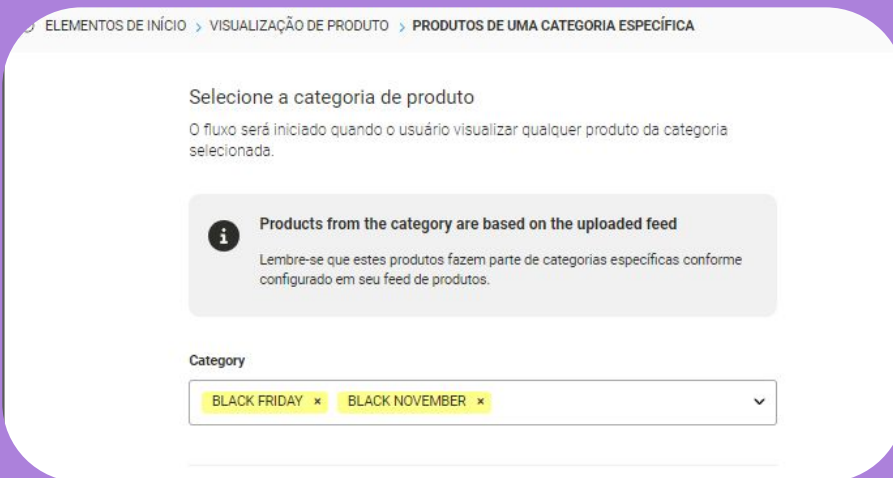 ELEMENTOS DE INÍCIO > VISUALIZAÇÃO DE PRODUTO > PRODUTOS DE UMA CATEGORIA ESPECÍFICA
Selecione a categoria de produto
O fluxo será iniciado quando o usuário visualizar qualquer produto da categoria
selecionada.
Products from the category are based on the uploaded feed
Lembre-se que estes produtos fazem parte de categorias específicas conforme
configurado em seu feed de produtos.
Category
BLACK FRIDAY × BLACK NOVEMBER ×